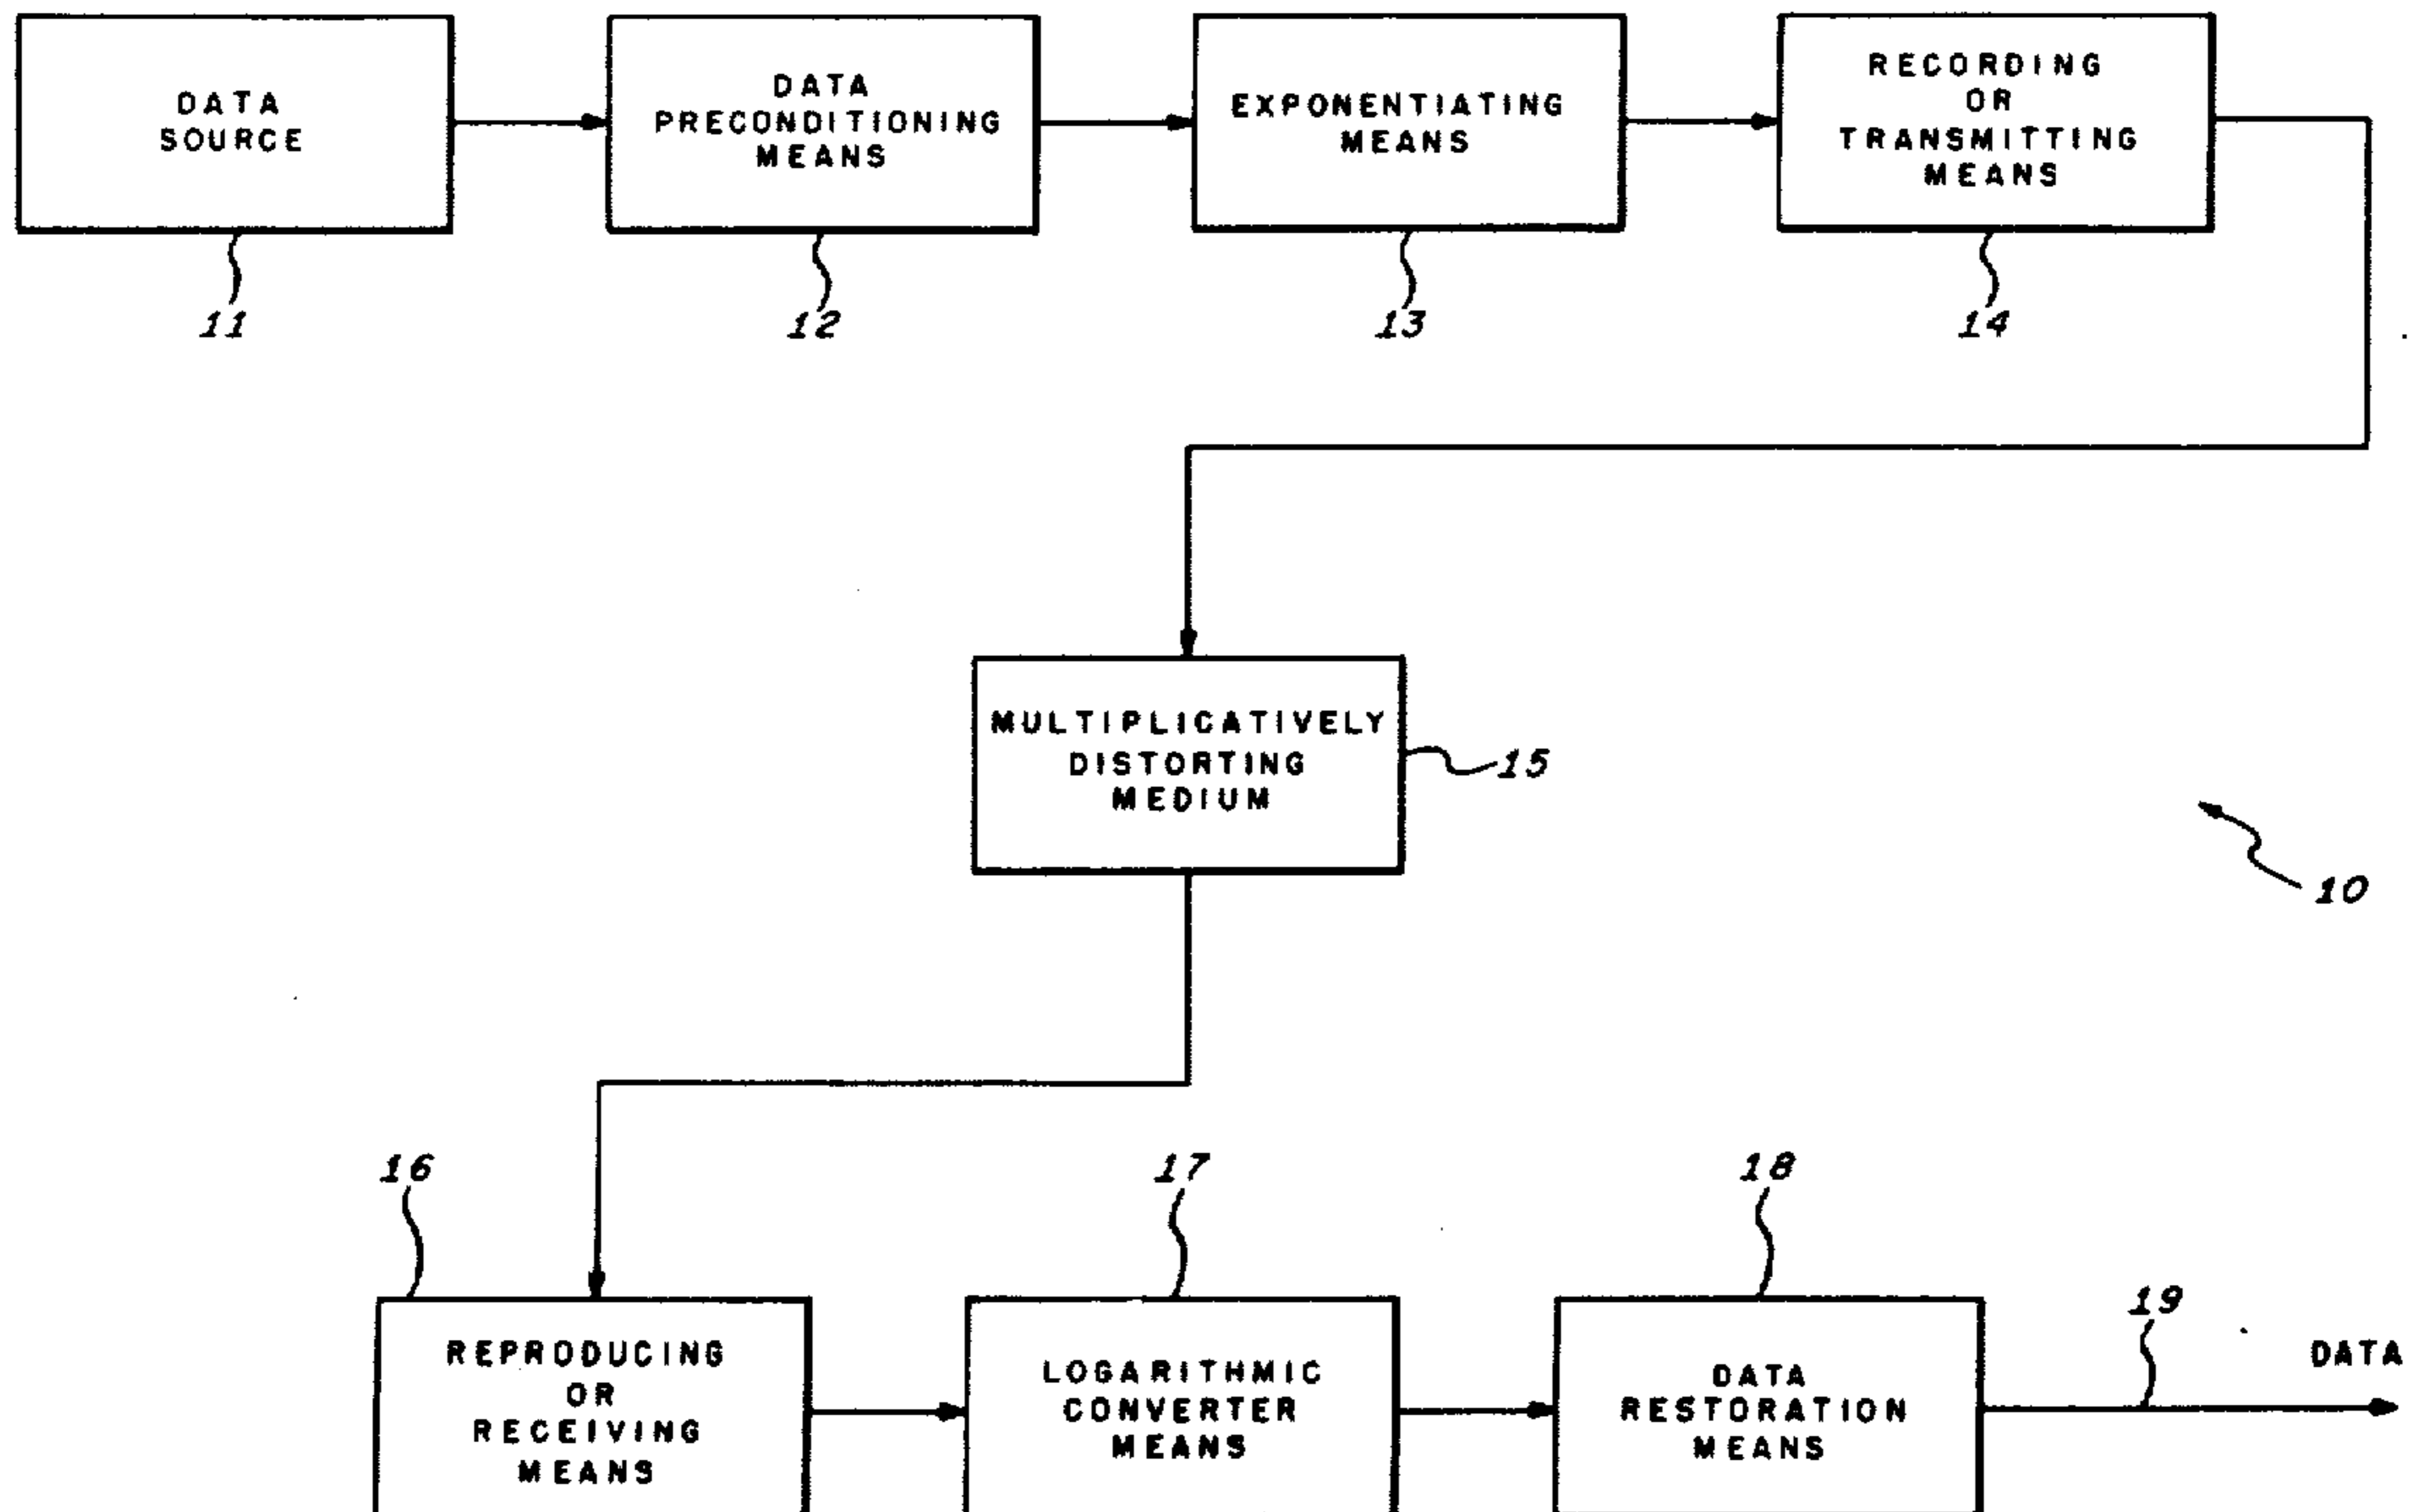 DATA
SOURCE
11
DATA
PRECONDITIONING
MEANS
12
EXPONENTIATING
MEANS
13
RECORDING
OR
TRANSMITTING
MEANS
14
MULTIPLICATIVELY
DISTORTING
MEDIUM
15
10
16
REPRODUCING
OR
RECEIVING
MEANS
17
LOGARITHMIC
CONVERTER
MEANS
18
DATA
RESTORATION
MEANS
19
DATA